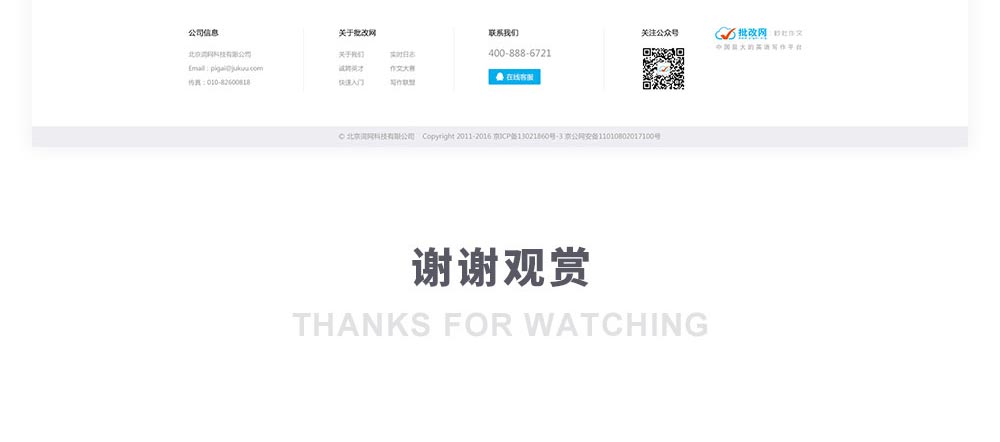 公司信息
北京词网科技有限公司
Email：pigai@jukuu.com
传真：010-82600818
关于批改网
关于我们 实时日志
诚聘英才 作文大赛
快速入门 写作联盟
联系我们
400-888-6721
在线客服
关注公众号
批改网 秒批作文
中国最大的英语写作平台
© 北京词网科技有限公司 Copyright 2011-2016 京ICP备13021860号-3 京公网安备11010802017100号
谢谢观赏
THANKS FOR WATCHING